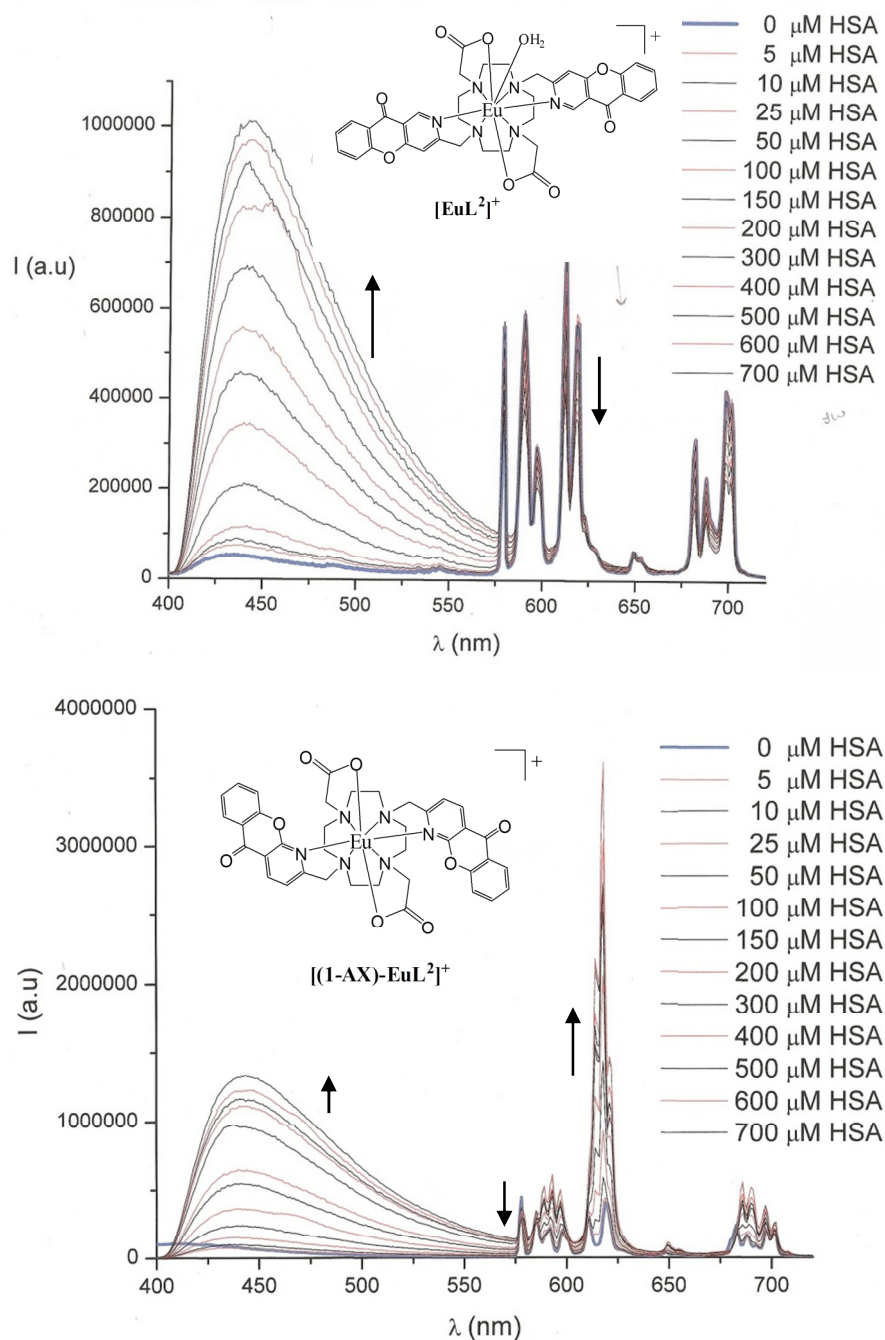 0 μM HSA
5 μM HSA
10 μM HSA
25 μM HSA
50 μM HSA
100 μM HSA
150 μM HSA
200 μM HSA
300 μM HSA
400 μM HSA
500 μM HSA
600 μM HSA
700 μM HSA
O
O
OH₂
+
N
N
O
O
O
N
Eu
N
O
N
N
O
O
O
[EuL²]⁺
I (a.u)
1000000
800000
600000
400000
200000
0
400
450
500
550
600
650
700
λ (nm)
4000000
3000000
2000000
1000000
0
I (a.u)
O
O
+
N
N
O
O
N
Eu
N
O
O
N
N
O
O
[(1-AX)-EuL²]⁺
0 μM HSA
5 μM HSA
10 μM HSA
25 μM HSA
50 μM HSA
100 μM HSA
150 μM HSA
200 μM HSA
300 μM HSA
400 μM HSA
500 μM HSA
600 μM HSA
700 μM HSA
400
450
500
550
600
650
700
λ (nm)